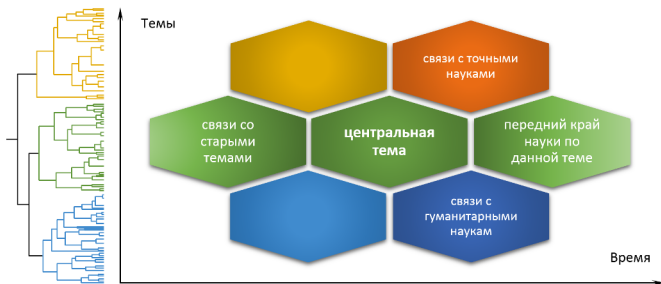 Темы
связи с точными
науками
связи со
старыми
темами
центральная
тема
передний край
науки по
данной теме
связи с
гуманитарными
наукам
Время